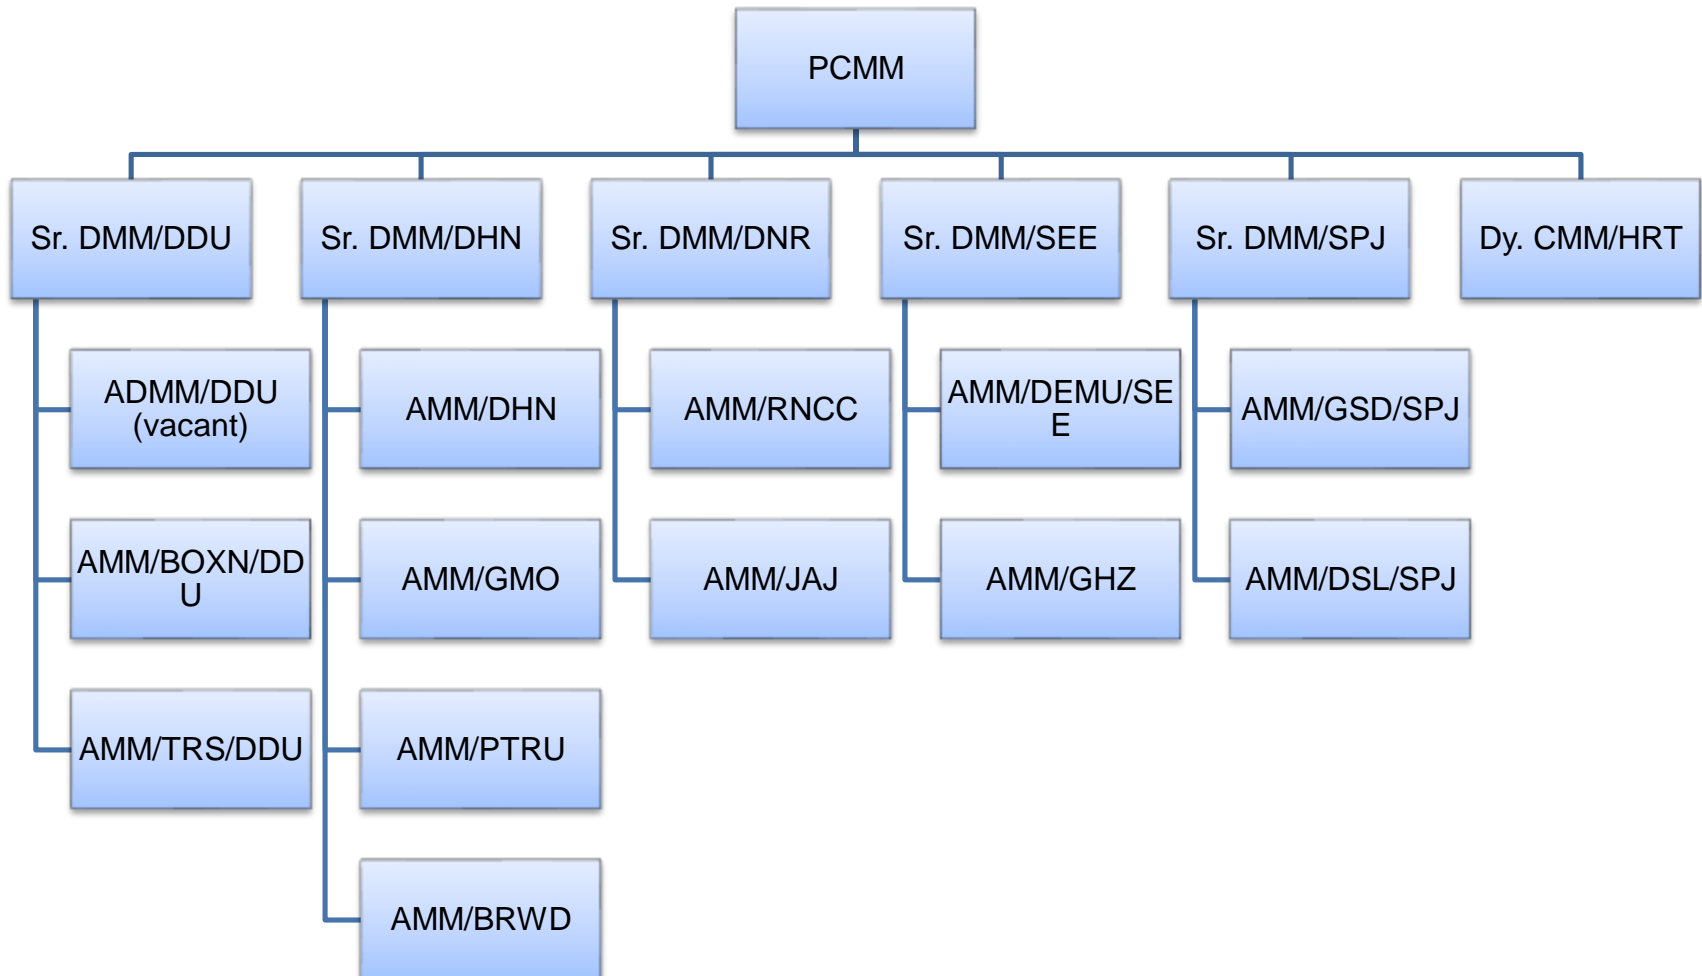 PCMM
Sr. DMM/DDU
Sr. DMM/DHN
Sr. DMM/DNR
Sr. DMM/SEE
Sr. DMM/SPJ
Dy. CMM/HRT
ADMM/DDU
(vacant)
AMM/DHN
AMM/RNCC
AMM/DEMU/SE
E
AMM/GSD/SPJ
AMM/BOXN/DD
U
AMM/GMO
AMM/JAJ
AMM/GHZ
AMM/DSL/SPJ
AMM/TRS/DDU
AMM/PTRU
AMM/BRWD